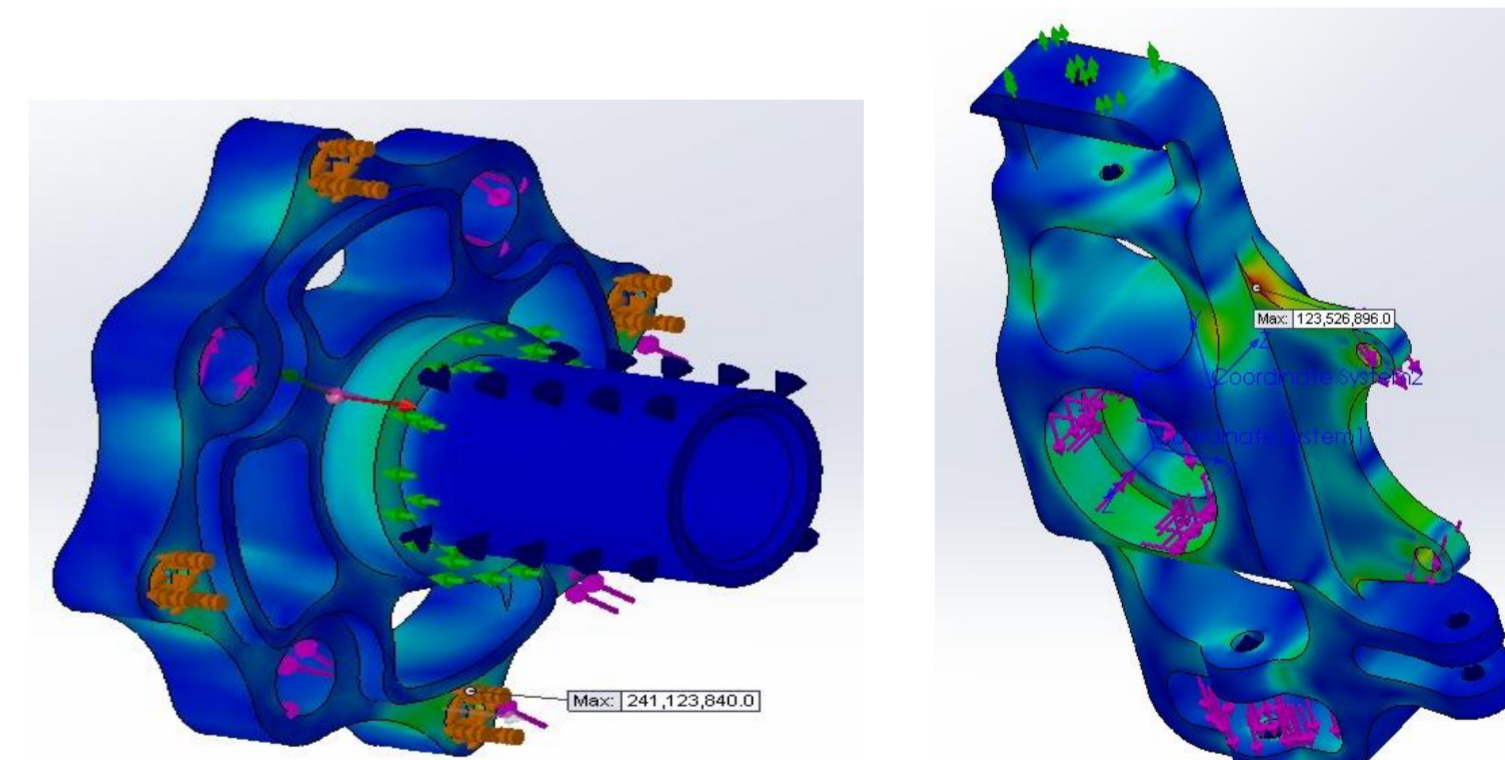 Max: 241,123,840.0
Max: 123,526,896.0
Coordinate System2
Coordinate System1
Z
Z